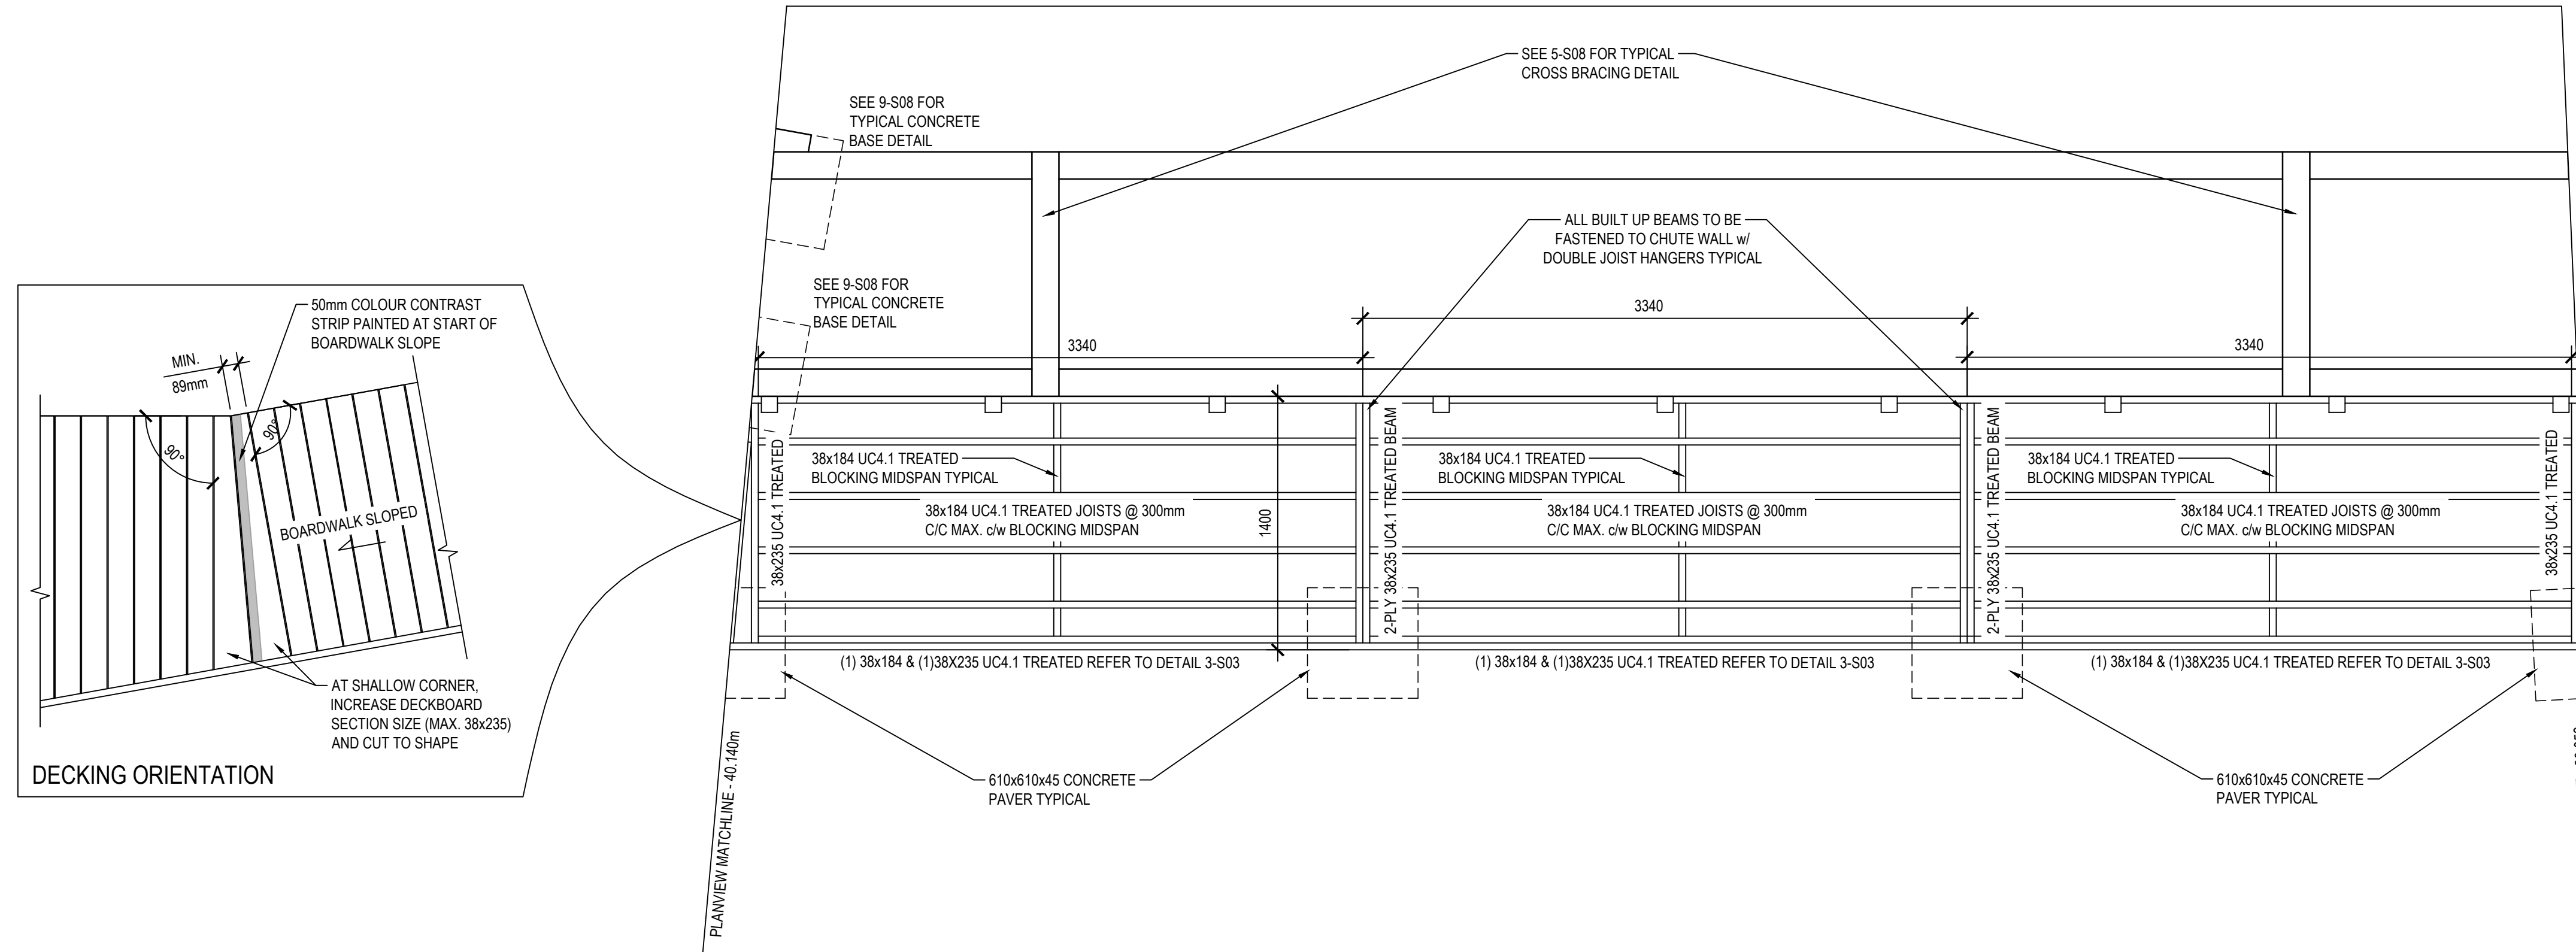 SEE 5-S08 FOR TYPICAL
CROSS BRACING DETAIL
SEE 9-S08 FOR
TYPICAL CONCRETE
BASE DETAIL
ALL BUILT UP BEAMS TO BE
FASTENED TO CHUTE WALL w/
DOUBLE JOIST HANGERS TYPICAL
SEE 9-S08 FOR
TYPICAL CONCRETE
BASE DETAIL
3340
3340
3340
50mm COLOUR CONTRAST
STRIP PAINTED AT START OF
BOARDWALK SLOPE
MIN.
89mm
90°
90°
BOARDWALK SLOPED
AT SHALLOW CORNER,
INCREASE DECKBOARD
SECTION SIZE (MAX. 38x235)
AND CUT TO SHAPE
DECKING ORIENTATION
38x235 UC4.1 TREATED
38x184 UC4.1 TREATED
BLOCKING MIDSPAN TYPICAL
38x184 UC4.1 TREATED JOISTS @ 300mm
C/C MAX. c/w BLOCKING MIDSPAN
1400
2-PLY 38x235 UC4.1 TREATED BEAM
38x184 UC4.1 TREATED
BLOCKING MIDSPAN TYPICAL
38x184 UC4.1 TREATED JOISTS @ 300mm
C/C MAX. c/w BLOCKING MIDSPAN
2-PLY 38x235 UC4.1 TREATED BEAM
38x184 UC4.1 TREATED
BLOCKING MIDSPAN TYPICAL
38x184 UC4.1 TREATED JOISTS @ 300mm
C/C MAX. c/w BLOCKING MIDSPAN
38x235 UC4.1 TREATED
(1) 38x184 & (1)38X235 UC4.1 TREATED REFER TO DETAIL 3-S03
(1) 38x184 & (1)38X235 UC4.1 TREATED REFER TO DETAIL 3-S03
(1) 38x184 & (1)38X235 UC4.1 TREATED REFER TO DETAIL 3-S03
PLANVIEW MATCHLINE - 40.140m
610x610x45 CONCRETE
PAVER TYPICAL
610x610x45 CONCRETE
PAVER TYPICAL